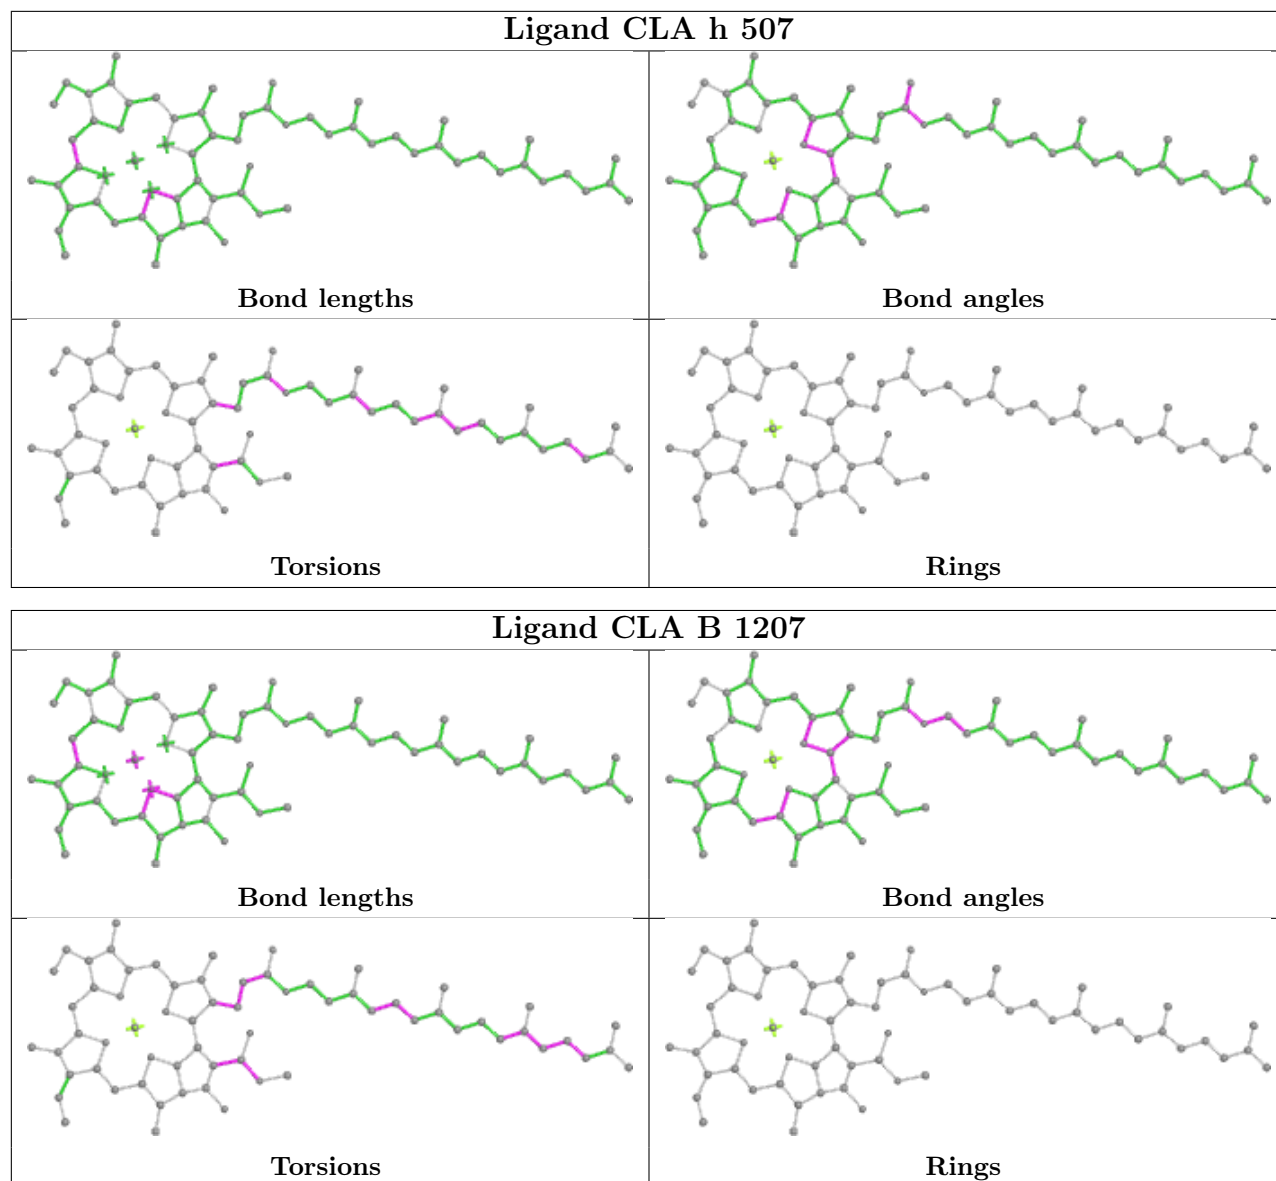 Ligand CLA h 507
Bond lengths
Bond angles
Torsions
Rings
Ligand CLA B 1207
Bond lengths
Bond angles
Torsions
Rings